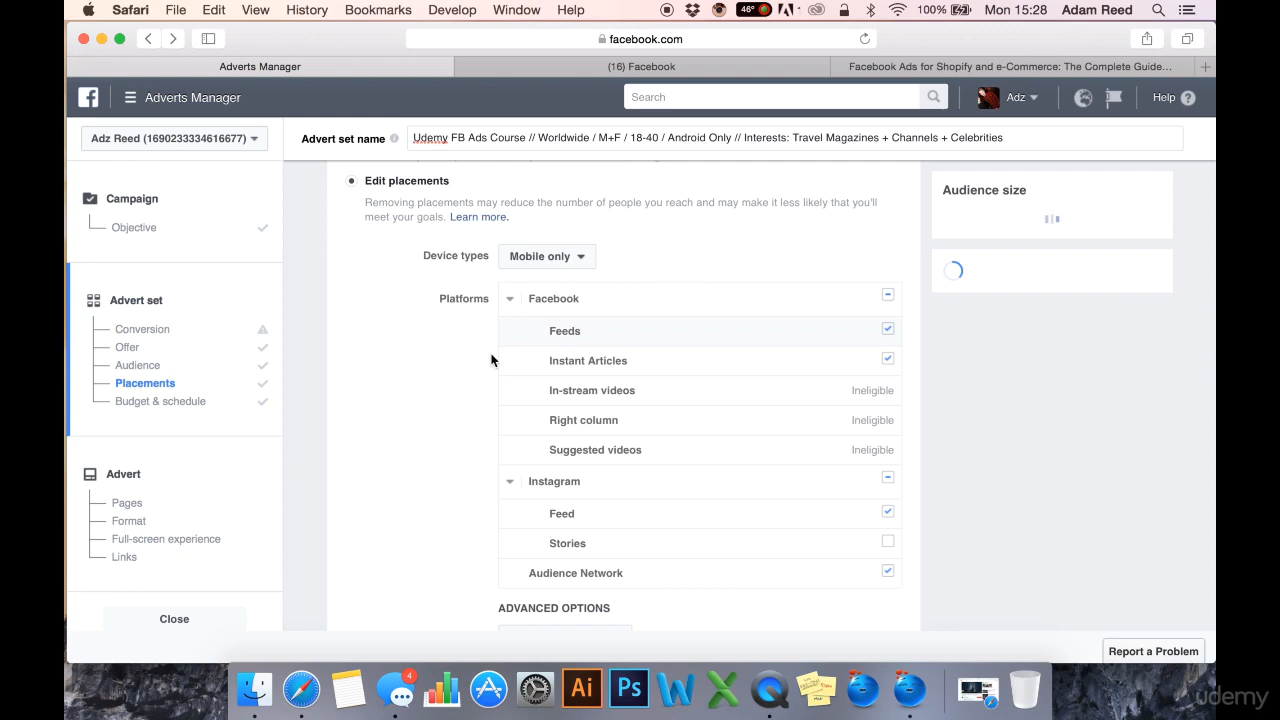 Safari File Edit View History Bookmarks Develop Window Help 46° 100% Mon 15:28 Adam Reed
facebook.com
Adverts Manager (16) Facebook Facebook Ads for Shopify and e-Commerce: The Complete Guide...
Adverts Manager Search Adz Help
Adz Reed (1690233334616677) Advert set name Udemy FB Ads Course // Worldwide / M+F / 18-40 / Android Only // Interests: Travel Magazines + Channels + Celebrities
Campaign
Objective
Advert set
Conversion
Offer
Audience
Placements
Budget & schedule
Advert
Pages
Format
Full-screen experience
Links
Close
Edit placements
Removing placements may reduce the number of people you reach and may make it less likely that you'll
meet your goals. Learn more.
Device types Mobile only
Platforms Facebook
Feeds
Instant Articles
In-stream videos Ineligible
Right column Ineligible
Suggested videos Ineligible
Instagram
Feed
Stories
Audience Network
ADVANCED OPTIONS
Audience size
Report a Problem
4
Ai Ps
udemy